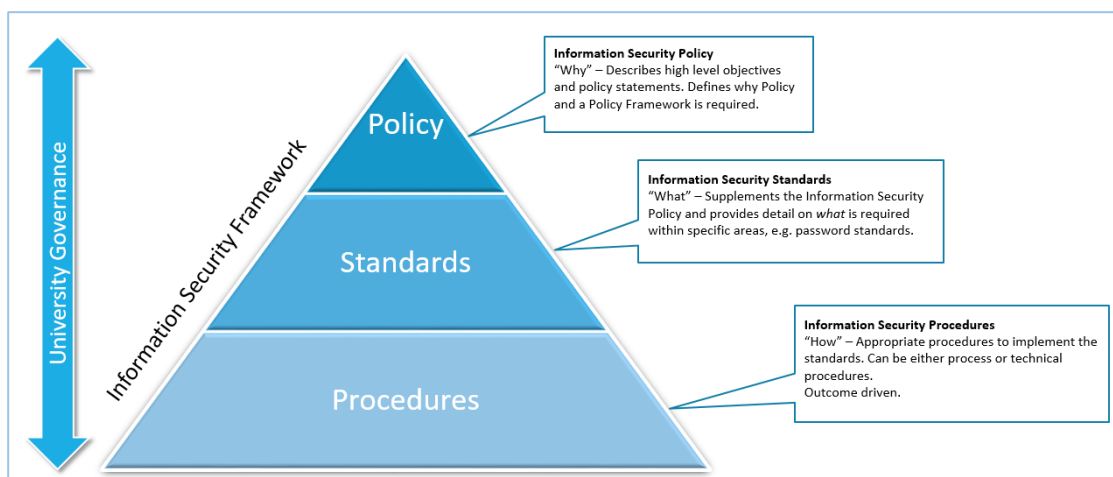 University Governance
Information Security Framework
Policy
Standards
Procedures
Information Security Policy
“Why” – Describes high level objectives
and policy statements. Defines why Policy
and a Policy Framework is required.
Information Security Standards
“What” – Supplements the Information Security
Policy and provides detail on what is required
within specific areas, e.g. password standards.
Information Security Procedures
“How” – Appropriate procedures to implement the
standards. Can be either process or technical
procedures.
Outcome driven.